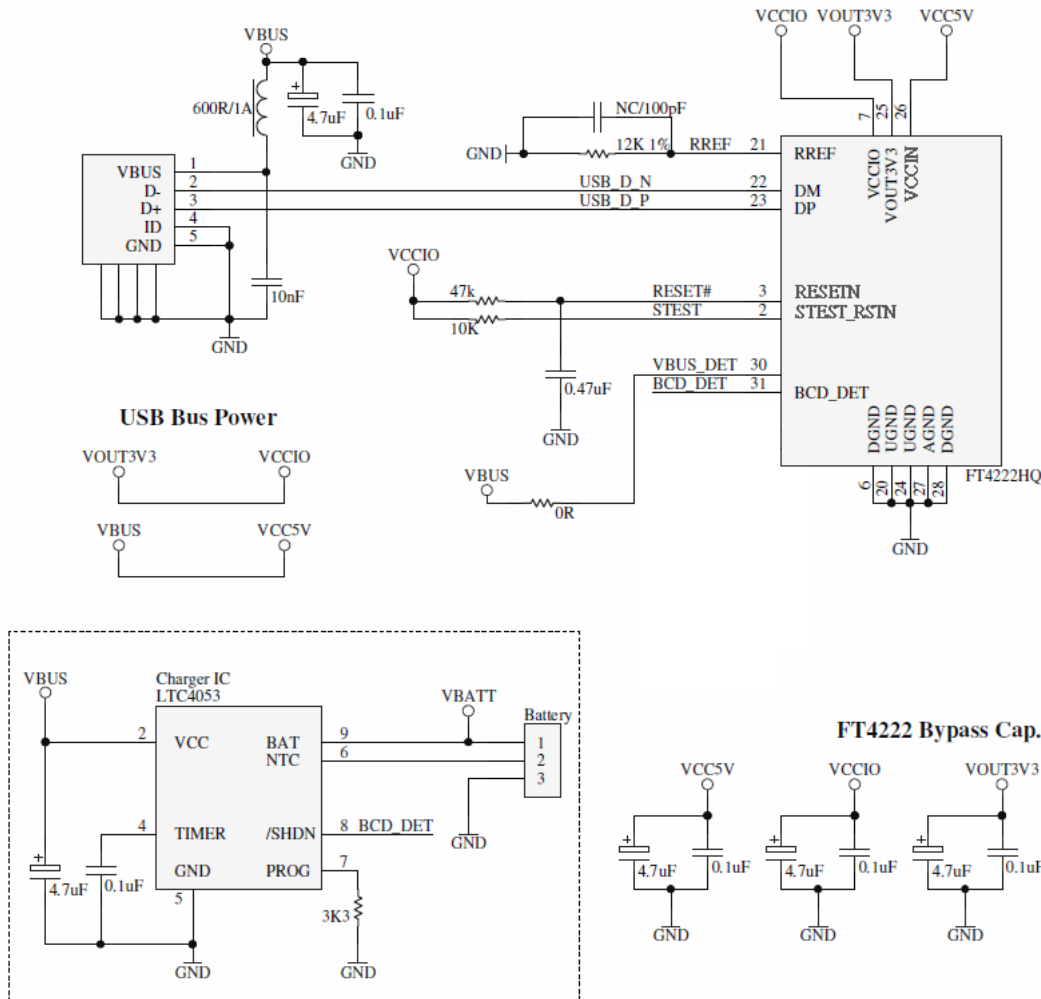 VCCIO VOUT3V3 VCC5V
VBUS
600R/1A
+
4.7uF
0.1uF
GND
NC/100pF
GND
12K 1%
RREF 21 RREF
7 25 26
VCCIO VOUT3V3 VCCIN
VBUS 1
D- 2 USB_D_N 22 DM
D+ 3 USB_D_P 23 DP
ID 4
GND 5
10nF
GND
VCCIO
47k RESET# 3 RESETN
10K STEST 2 STEST_RSTN
0.47uF
GND
VBUS_DET 30
BCD_DET 31 BCD_DET
DGND UGND UGND AGND DGND
6 20 24 27 28
FT4222HQ
GND
VBUS
0R
USB Bus Power
VOUT3V3 VCCIO
VBUS VCC5V
VBUS
Charger IC
LTC4053
VBATT
Battery
2 VCC BAT 9 1
NTC 6 2
3
4 TIMER /SHDN 8 BCD_DET
GND
GND PROG 7
5
+
4.7uF
0.1uF
3K3
GND
GND
FT4222 Bypass Cap.
VCC5V VCCIO VOUT3V3
+ + +
4.7uF 0.1uF 4.7uF 0.1uF 4.7uF 0.1uF
GND GND GND